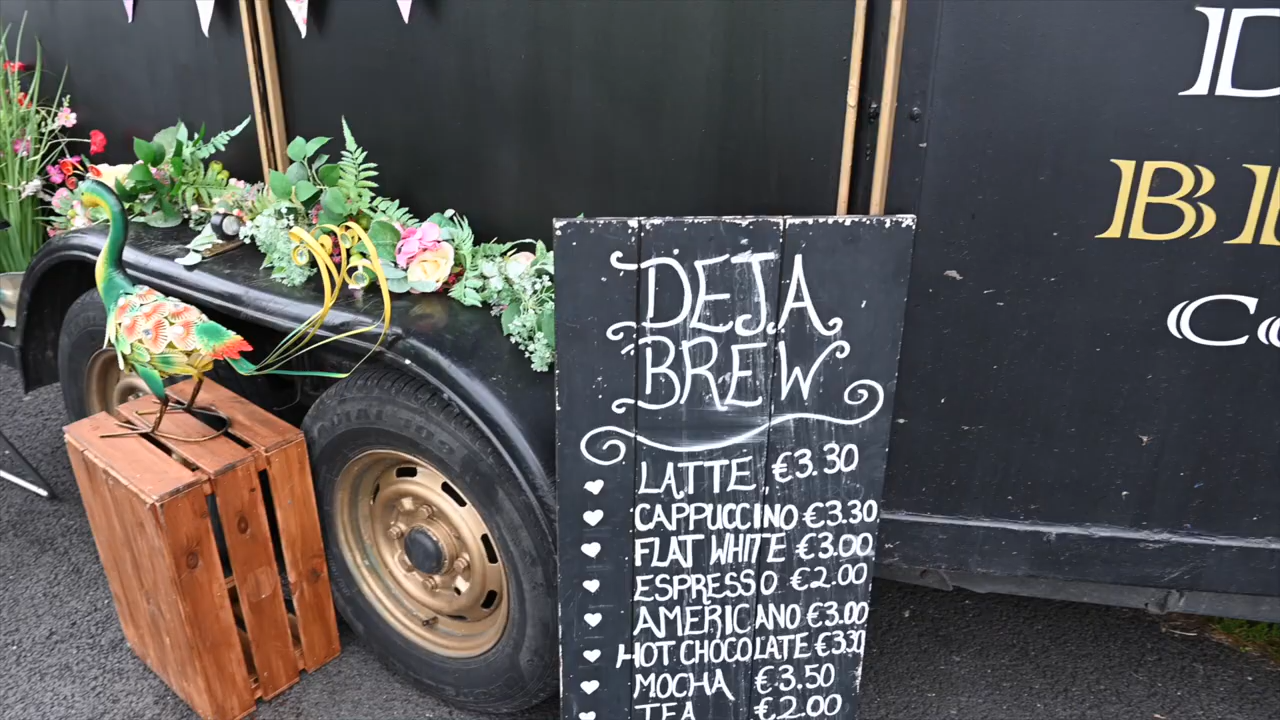 DEJA
BREW
LATTE €3.30
CAPPUCCINO €3.30
FLAT WHITE €3.00
ESPRESSO €2.00
AMERICANO €3.00
HOT CHOCOLATE €3.30
MOCHA €3.50
TEA €2.00
D
B
Co